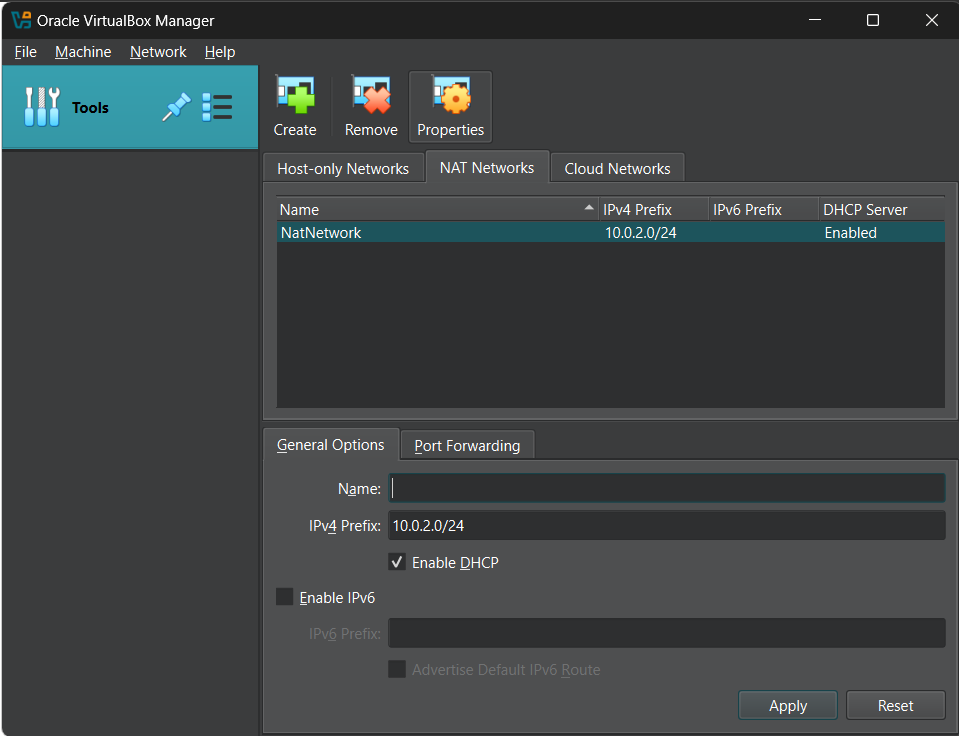 Oracle VirtualBox Manager
File Machine Network Help
Tools
Create Remove Properties
Host-only Networks NAT Networks Cloud Networks
Name IPv4 Prefix IPv6 Prefix DHCP Server
NatNetwork 10.0.2.0/24 Enabled
General Options Port Forwarding
Name:
IPv4 Prefix: 10.0.2.0/24
Enable DHCP
Enable IPv6
IPv6 Prefix:
Advertise Default IPv6 Route
Apply Reset